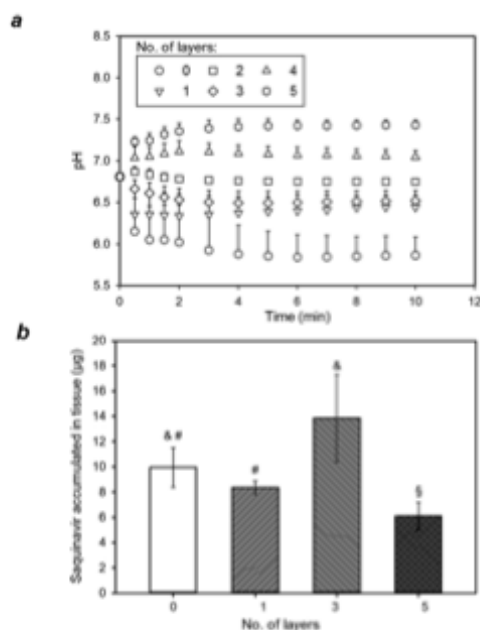 a
No. of layers:
0 2 4
1 3 5
8.5
8.0
7.5
7.0
6.5
6.0
5.5
pH
0 2 4 6 8 10 12
Time (min)
b
20
18
16
14
12
10
8
6
4
2
0
Saquinavir accumulated in tissue (µg)
& #
#
&
§
0 1 3 5
No. of layers